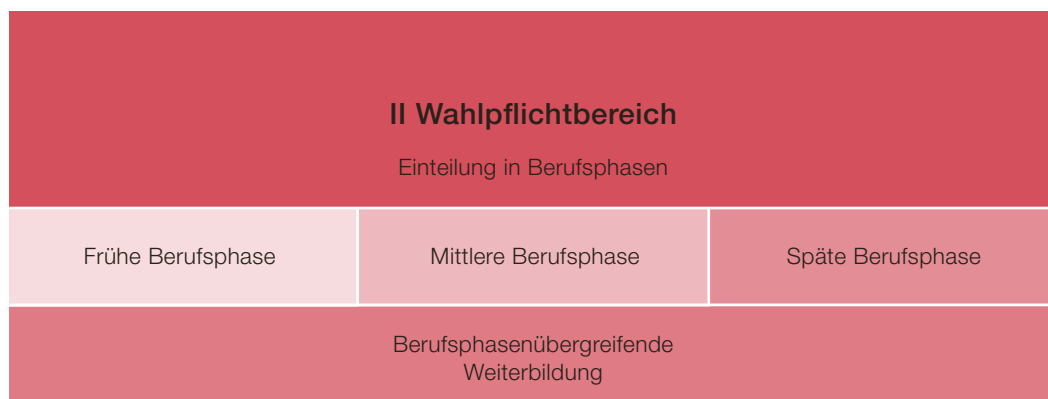 II Wahlpflichtbereich
Einteilung in Berufsphasen
Frühe Berufsphase
Mittlere Berufsphase
Späte Berufsphase
Berufsphasenübergreifende
Weiterbildung